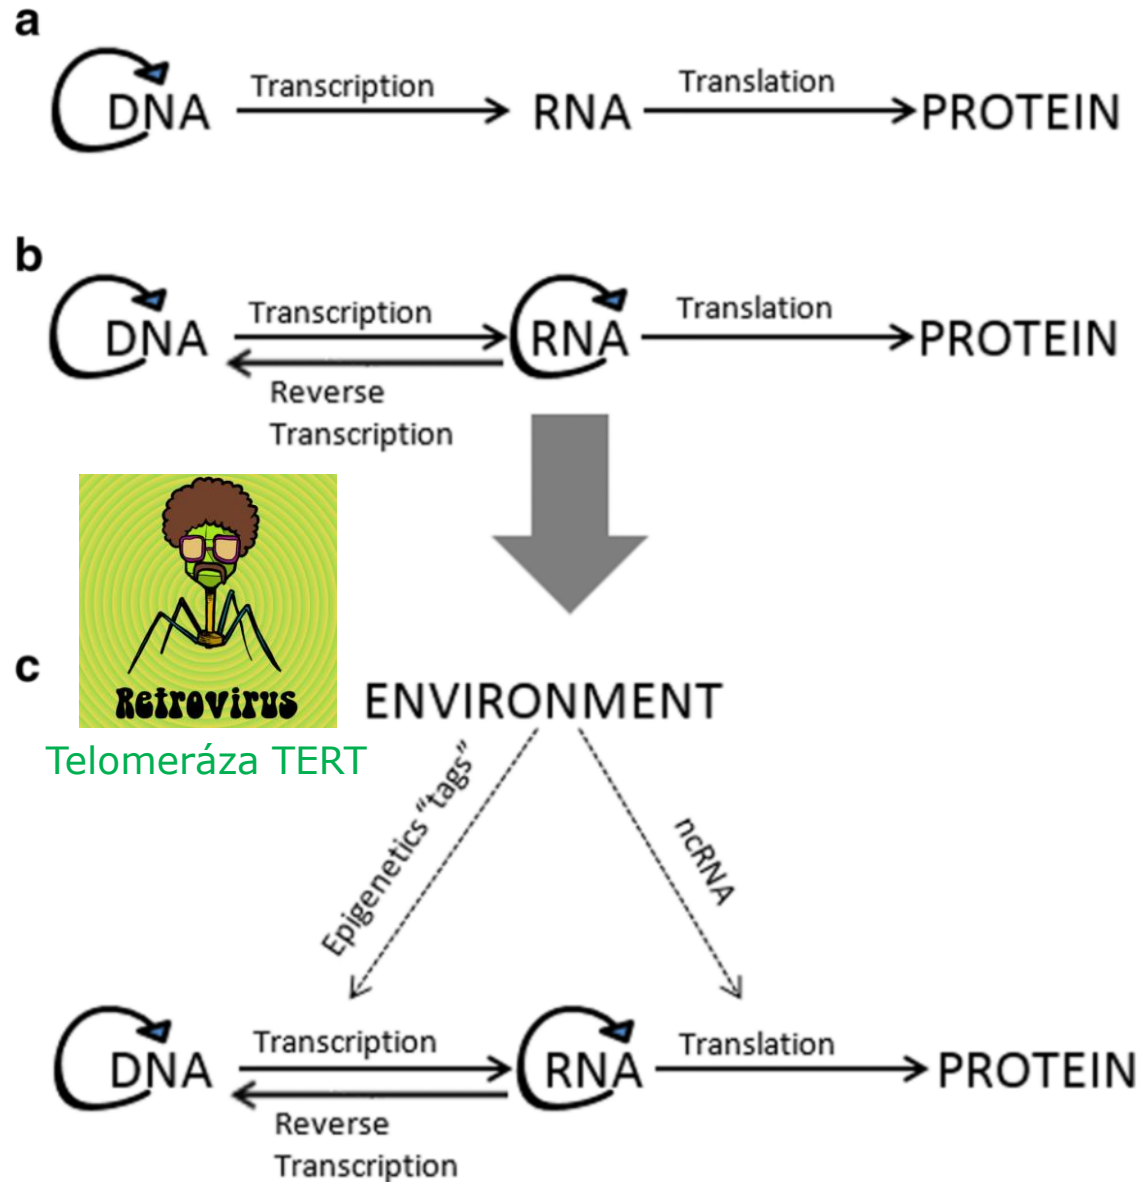 a
Transcription
Translation
DNA
RNA
PROTEIN
b
Transcription
Translation
DNA
RNA
PROTEIN
Reverse
Transcription
Retrovirus
Telomeráza TERT
c
ENVIRONMENT
Epigenetics “tags”
ncRNA
Transcription
Translation
DNA
RNA
PROTEIN
Reverse
Transcription